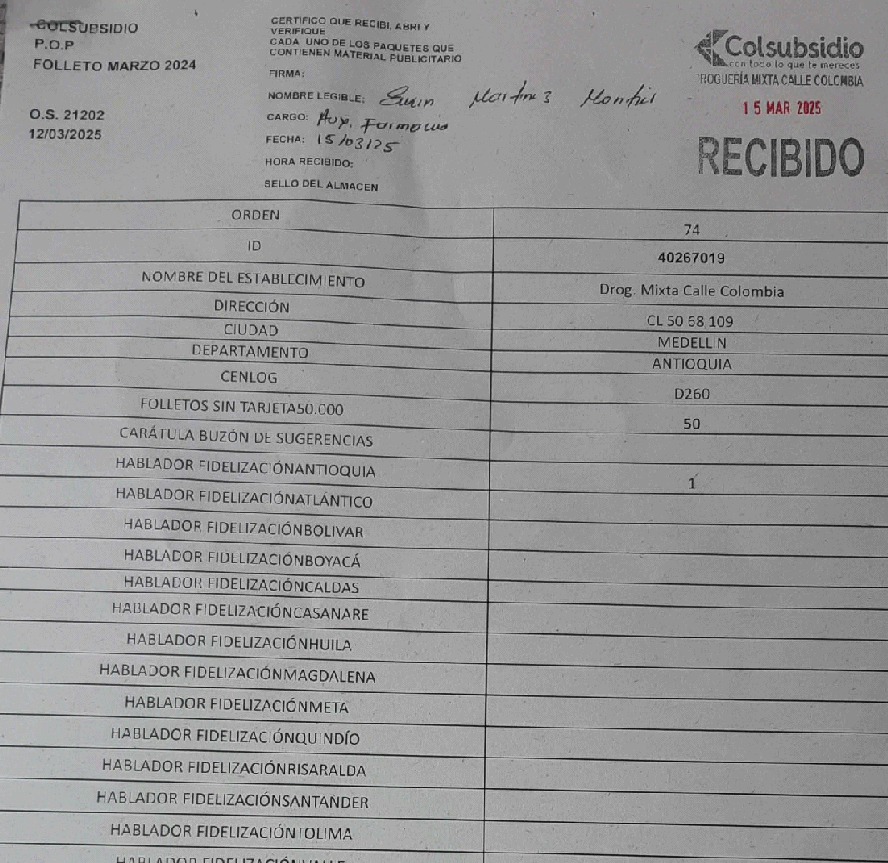 COLSUBSIDIO
P.O.P
FOLLETO MARZO 2024
O.S. 21202
12/03/2025
CERTIFICO QUE RECIBI, ABRI Y
VERIFIQUE
CADA UNO DE LOS PAQUETES QUE
CONTIENEN MATERIAL PUBLICITARIO
FIRMA:
NOMBRE LEGIBLE:
CARGO: Aux. Farmacia
FECHA: 15/03/25
HORA RECIBIDO:
SELLO DEL ALMACEN
Colsubsidio
con todo lo que te mereces
ROGUERÍA MIXTA CALLE COLOMBIA
15 MAR 2025
RECIBIDO
ORDEN 74
ID 40267019
NOMBRE DEL ESTABLECIMIENTO Drog. Mixta Calle Colombia
DIRECCIÓN CL 50 58 109
CIUDAD MEDELLIN
DEPARTAMENTO ANTIOQUIA
CENLOG D260
FOLLETOS SIN TARJETA50.000 50
CARÁTULA BUZÓN DE SUGERENCIAS
HABLADOR FIDELIZACIÓNANTIOQUIA 1
HABLADOR FIDELIZACIÓNATLÁNTICO
HABLADOR FIDELIZACIÓNBOLIVAR
HABLADOR FIDELIZACIÓNBOYACÁ
HABLADOR FIDELIZACIÓNCALDAS
HABLADOR FIDELIZACIÓNCASANARE
HABLADOR FIDELIZACIÓNHUILA
HABLADOR FIDELIZACIÓNMAGDALENA
HABLADOR FIDELIZACIÓNMETA
HABLADOR FIDELIZACIÓNQUINDÍO
HABLADOR FIDELIZACIÓNRISARALDA
HABLADOR FIDELIZACIÓNSANTANDER
HABLADOR FIDELIZACIÓNTOLIMA